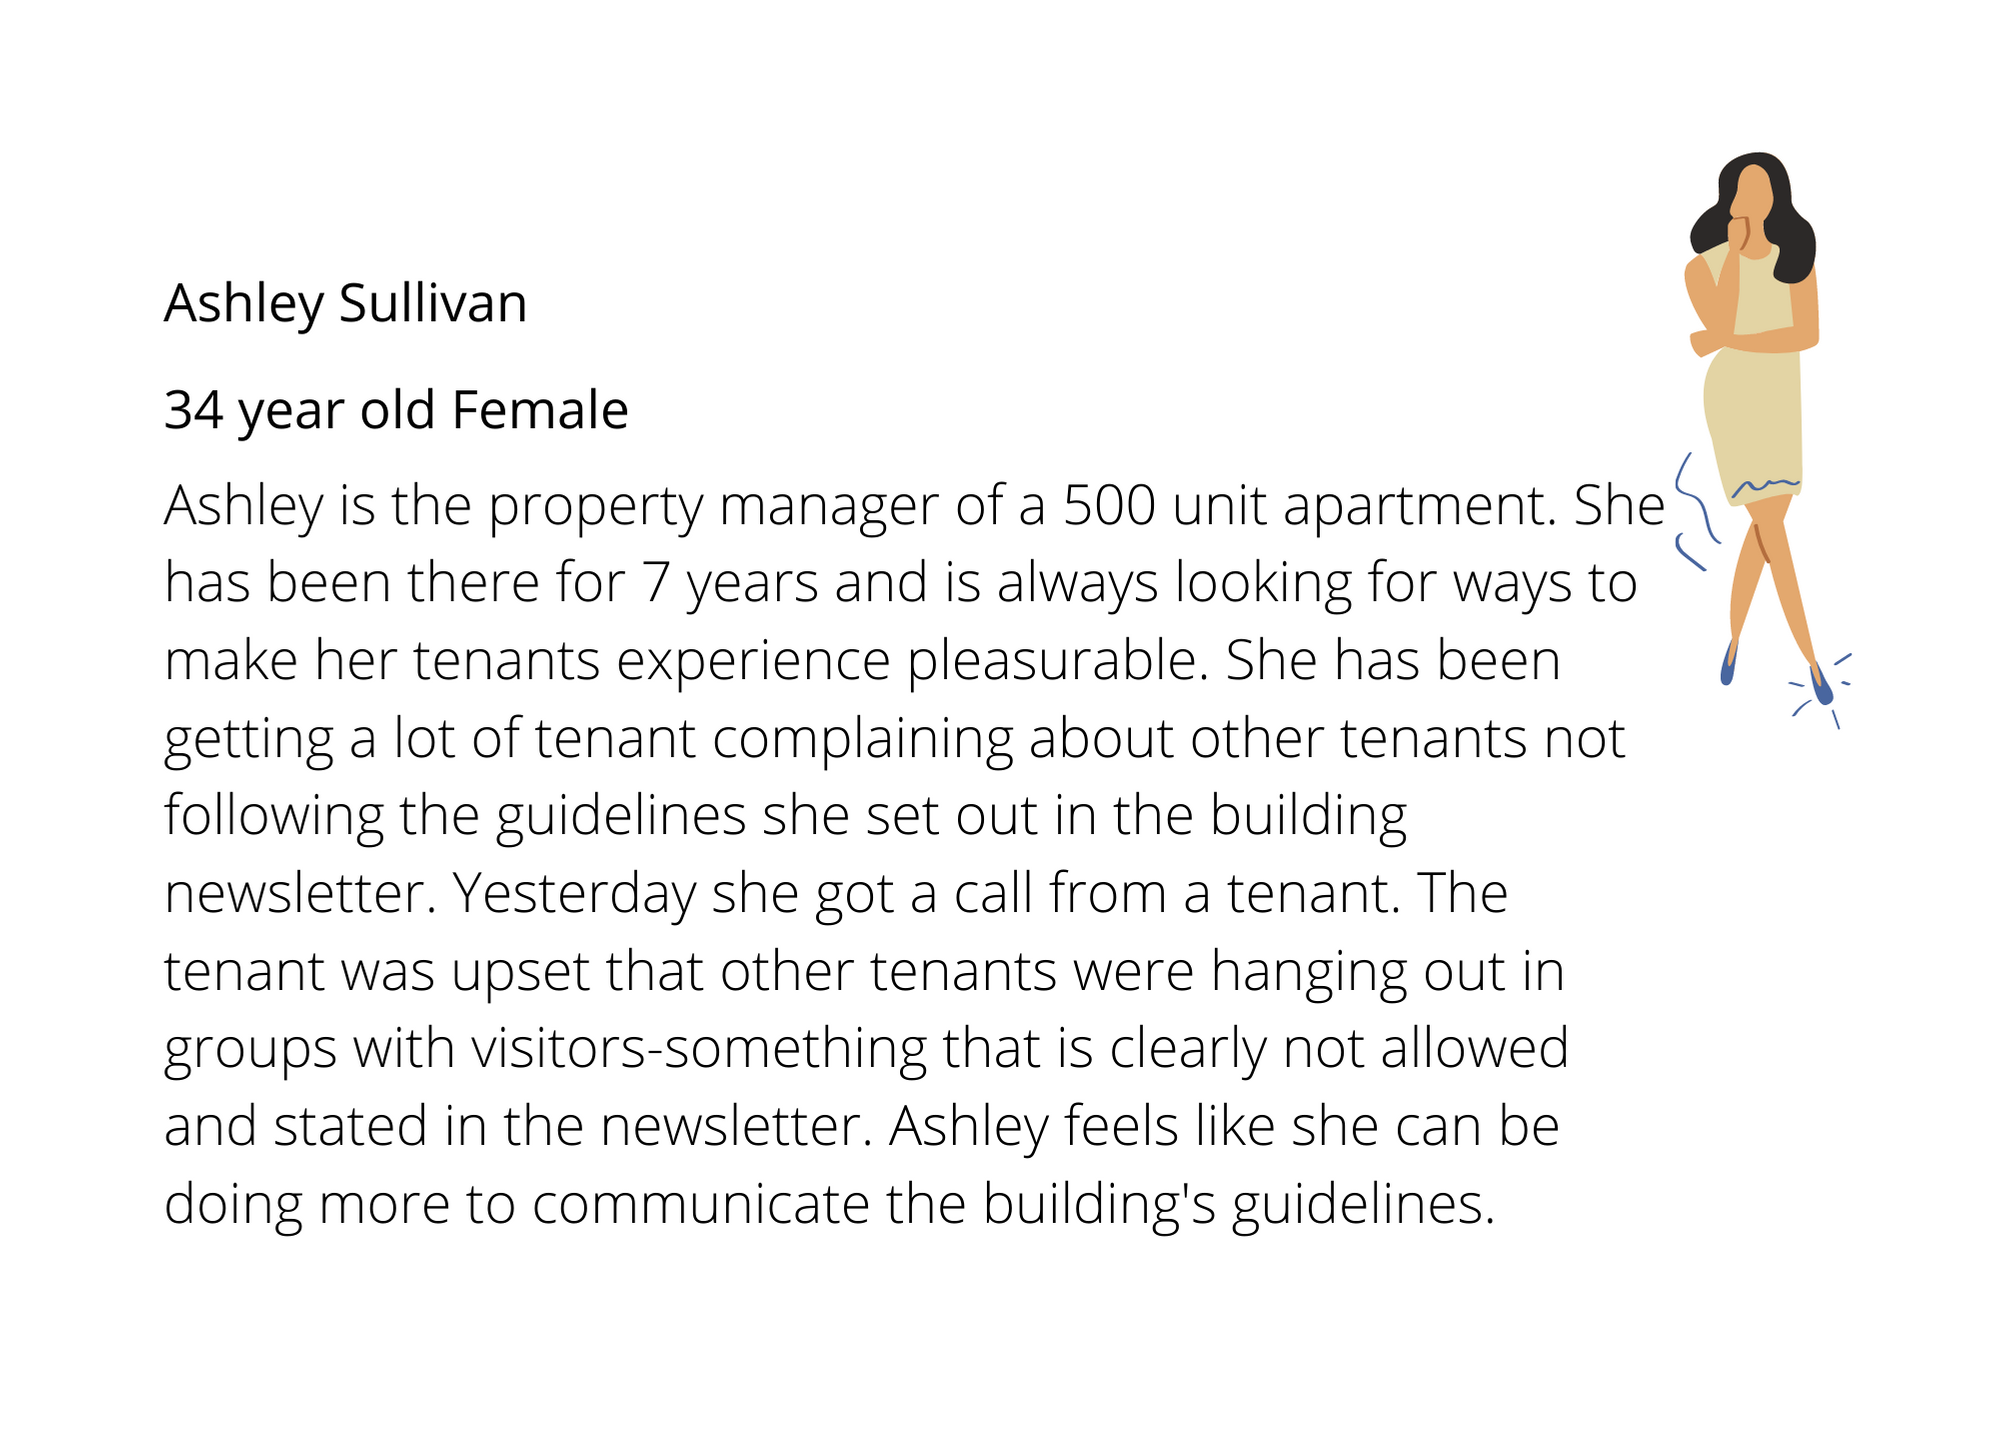 Ashley Sullivan
34 year old Female
Ashley is the property manager of a 500 unit apartment. She
has been there for 7 years and is always looking for ways to
make her tenants experience pleasurable. She has been
getting a lot of tenant complaining about other tenants not
following the guidelines she set out in the building
newsletter. Yesterday she got a call from a tenant. The
tenant was upset that other tenants were hanging out in
groups with visitors-something that is clearly not allowed
and stated in the newsletter. Ashley feels like she can be
doing more to communicate the building's guidelines.